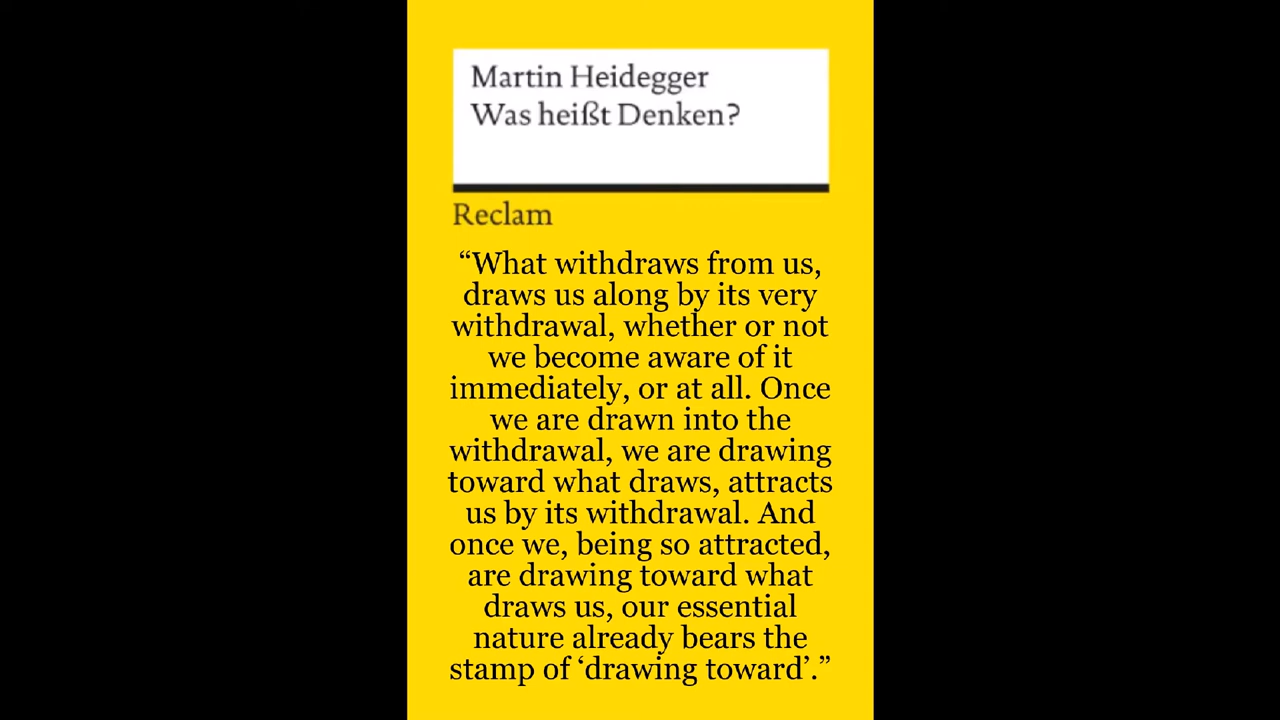 Martin Heidegger
Was heißt Denken?
Reclam
“What withdraws from us,
draws us along by its very
withdrawal, whether or not
we become aware of it
immediately, or at all. Once
we are drawn into the
withdrawal, we are drawing
toward what draws, attracts
us by its withdrawal. And
once we, being so attracted,
are drawing toward what
draws us, our essential
nature already bears the
stamp of ‘drawing toward’.”